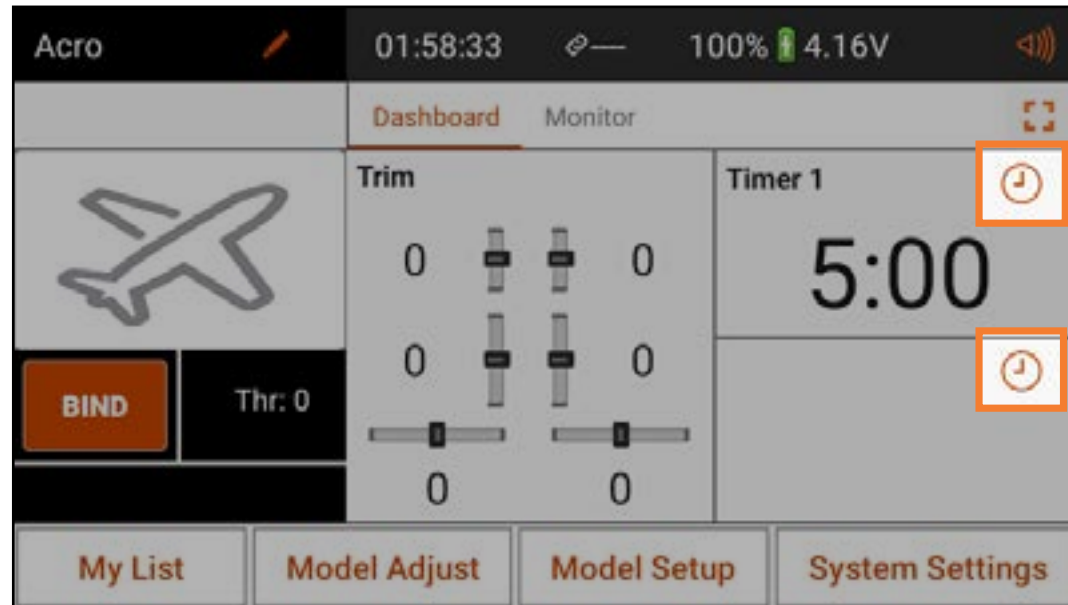 Acro 01:58:33 — 100% 4.16V
Dashboard Monitor
Trim
0 0
0 0
0 0
Timer 1
5:00
BIND Thr: 0
My List Model Adjust Model Setup System Settings